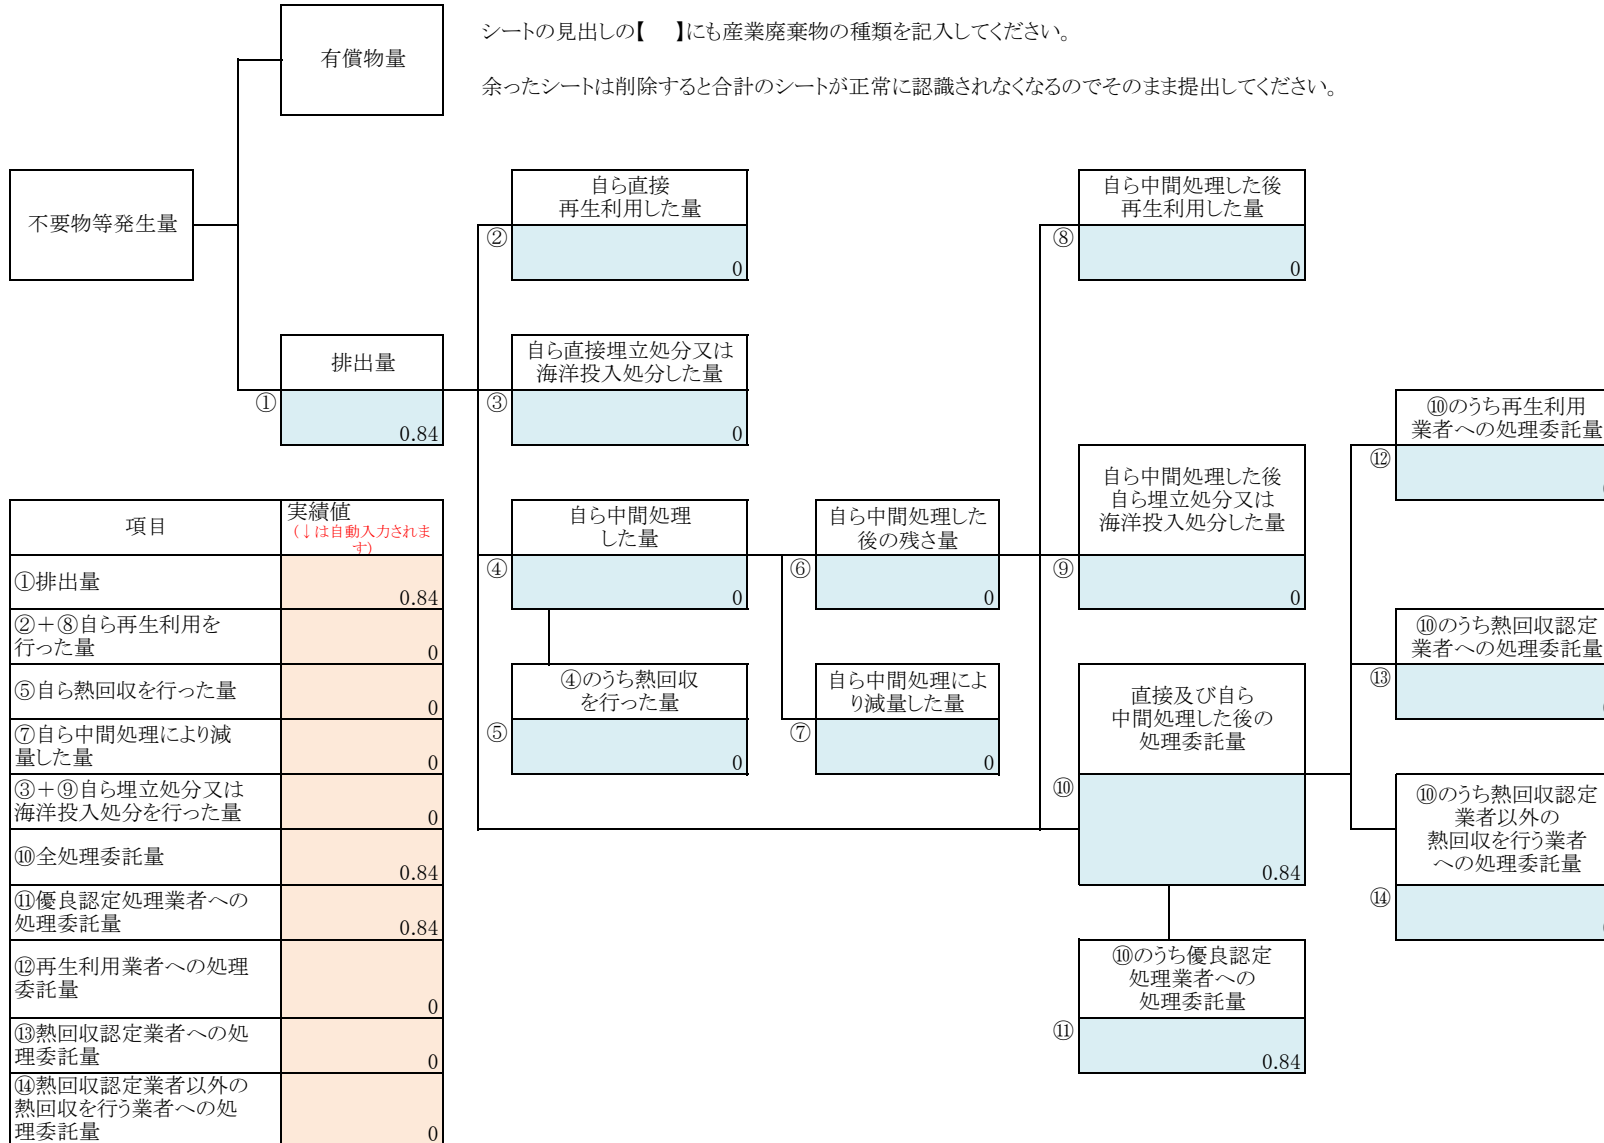 シートの見出しの【　】にも産業廃棄物の種類を記入してください。
有償物量
余ったシートは削除すると合計のシートが正常に認識されなくなるのでそのまま提出してください。
不要物等発生量
自ら直接
再生利用した量
②
0
自ら中間処理した後
再生利用した量
⑧
0
排出量
①
0.84
自ら直接埋立処分又は
海洋投入処分した量
③
0
⑩のうち再生利用
業者への処理委託量
⑫
自ら中間処理した後
自ら埋立処分又は
海洋投入処分した量
⑨
0
自ら中間処理
した量
④
0
自ら中間処理した
後の残さ量
⑥
0
⑩のうち熱回収認定
業者への処理委託量
⑬
④のうち熱回収
を行った量
⑤
0
自ら中間処理によ
り減量した量
⑦
0
直接及び自ら
中間処理した後の
処理委託量
⑩
0.84
⑩のうち熱回収認定
業者以外の
熱回収を行う業者
への処理委託量
⑭
⑩のうち優良認定
処理業者への
処理委託量
⑪
0.84
項目
実績値
（↓は自動入力されま
す）
①排出量
0.84
②＋⑧自ら再生利用を
行った量
0
⑤自ら熱回収を行った量
0
⑦自ら中間処理により減
量した量
0
③＋⑨自ら埋立処分又は
海洋投入処分を行った量
0
⑩全処理委託量
0.84
⑪優良認定処理業者への
処理委託量
0.84
⑫再生利用業者への処理
委託量
0
⑬熱回収認定業者への処
理委託量
0
⑭熱回収認定業者以外の
熱回収を行う業者への処
理委託量
0